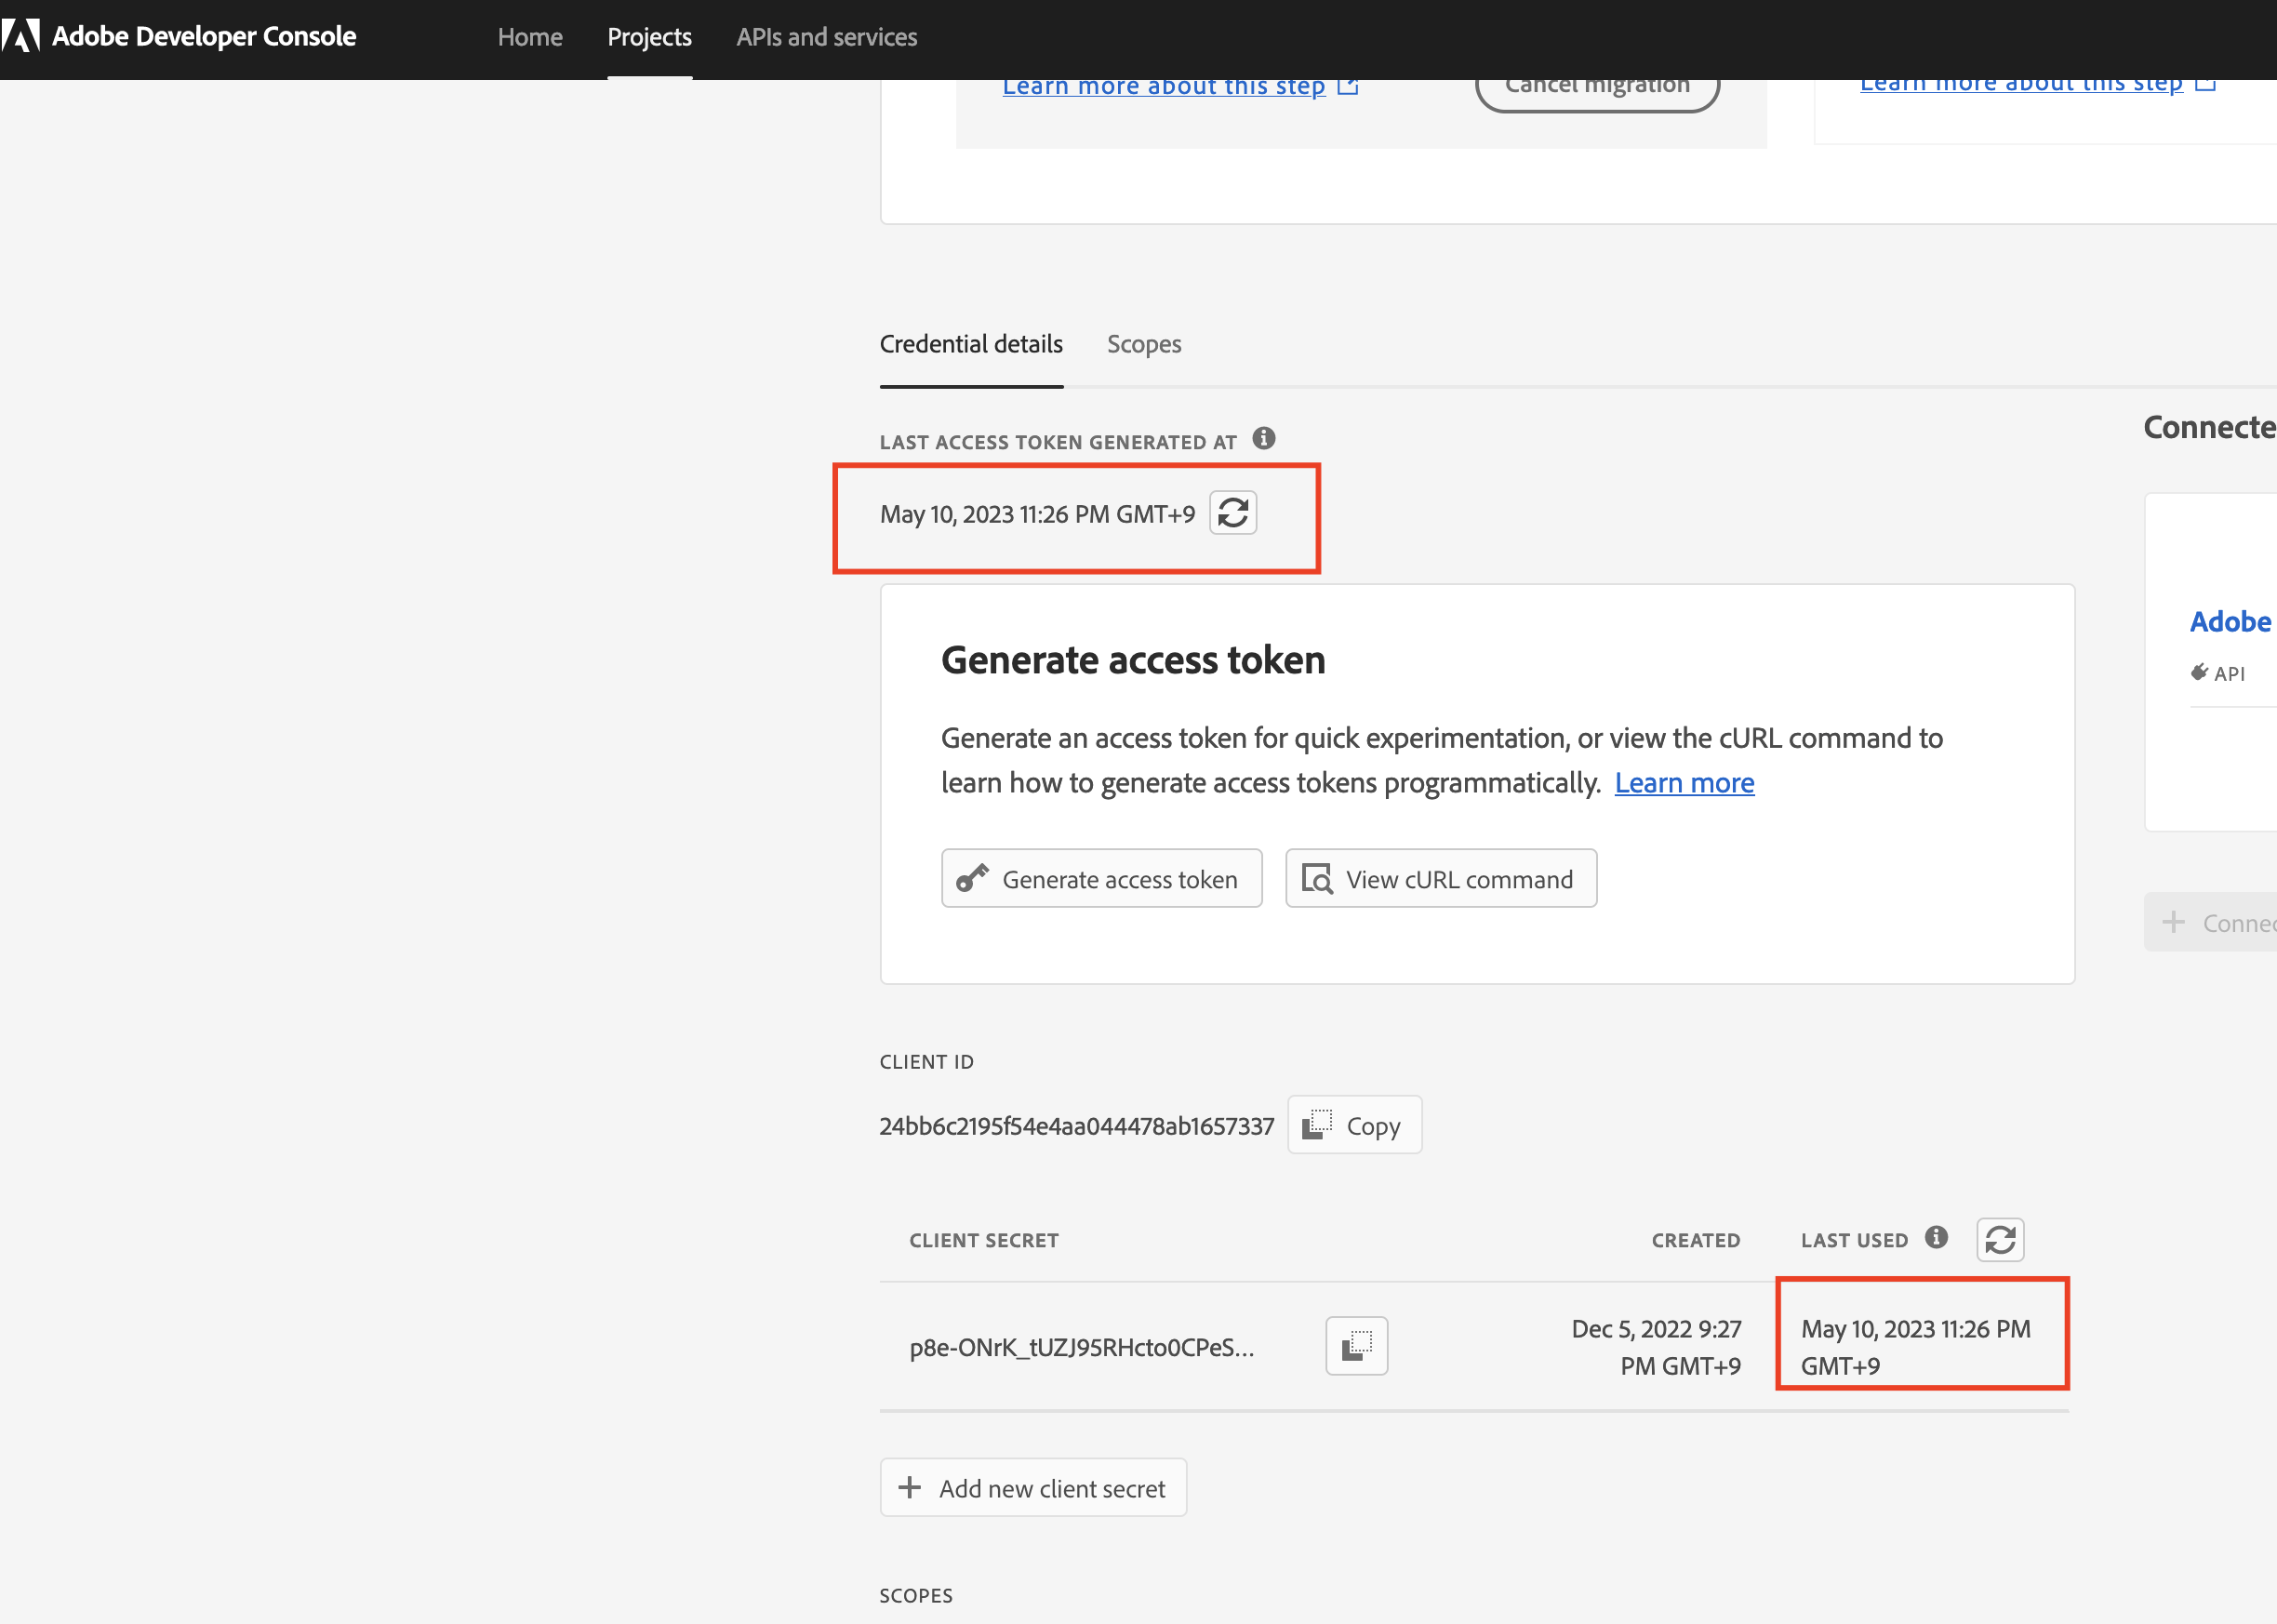 Adobe Developer Console
Home
Projects
APIs and services
Learn more about this step
Cancel migration
Learn more about this step
Credential details
Scopes
LAST ACCESS TOKEN GENERATED AT
May 10, 2023 11:26 PM GMT+9
Connecte
Generate access token
Generate an access token for quick experimentation, or view the cURL command to
learn how to generate access tokens programmatically. Learn more
Generate access token
View cURL command
Adobe
API
Connec
CLIENT ID
24bb6c2195f54e4aa044478ab1657337
Copy
CLIENT SECRET
CREATED
LAST USED
p8e-ONrK_tUZJ95RHcto0CPeS...
Dec 5, 2022 9:27
PM GMT+9
May 10, 2023 11:26 PM
GMT+9
Add new client secret
SCOPES